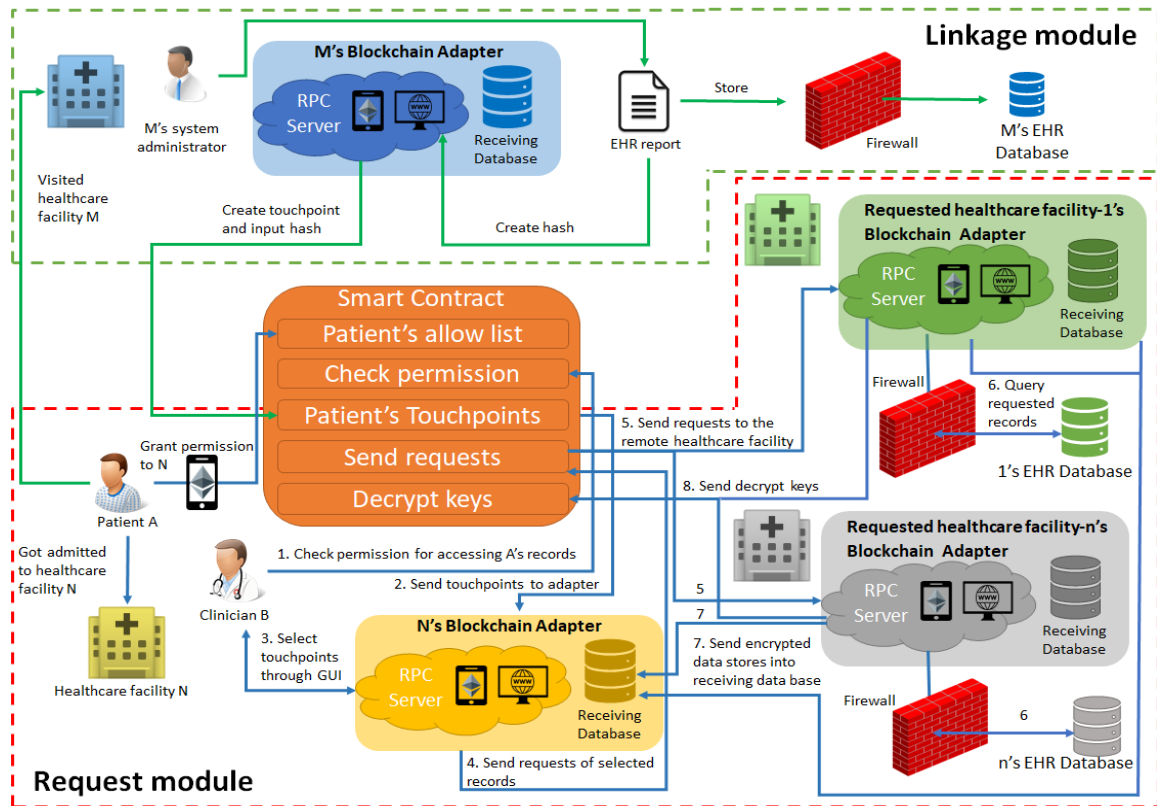 Linkage module
M's Blockchain Adapter
RPC
Server
WWW
Receiving
Database
M's system
administrator
EHR report
Store
Firewall
M's EHR
Database
Visited
healthcare
facility M
Create touchpoint
and input hash
Create hash
Requested healthcare facility-1's
Blockchain Adapter
RPC
Server
WWW
Receiving
Database
Smart Contract
Patient's allow list
Check permission
Patient's Touchpoints
Send requests
Decrypt keys
Firewall
6. Query
requested
records
1's EHR Database
5. Send requests to the
remote healthcare facility
Grant permission
to N
Patient A
8. Send decrypt keys
Requested healthcare facility-n's
Blockchain Adapter
RPC
Server
WWW
Receiving
Database
Got admitted
to healthcare
facility N
1. Check permission for accessing A's records
2. Send touchpoints to adapter
5
7
Clinician B
N's Blockchain Adapter
RPC
Server
WWW
Receiving
Database
3. Select
touchpoints
through GUI
7. Send encrypted
data stores into
receiving data base
Healthcare facility N
Firewall
6
n's EHR Database
4. Send requests of selected
records
Request module